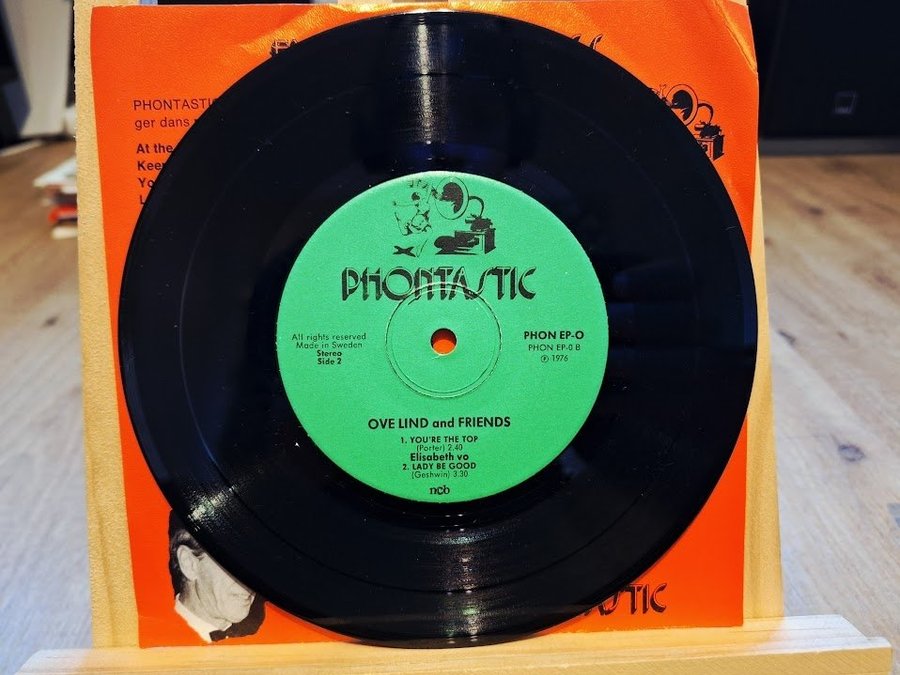 PHONTASTIC
ger dans
At the
Keep
Yo
L
PHONTASTIC
All rights reserved
Made in Sweden
Stereo
Side 2
PHON EP-O
PHON EP-0 B
℗ 1976
OVE LIND and FRIENDS
1. YOU'RE THE TOP
(Porter) 2.40
Elisabeth vo
2. LADY BE GOOD
(Geshwin) 3.30
ncb
ASTIC